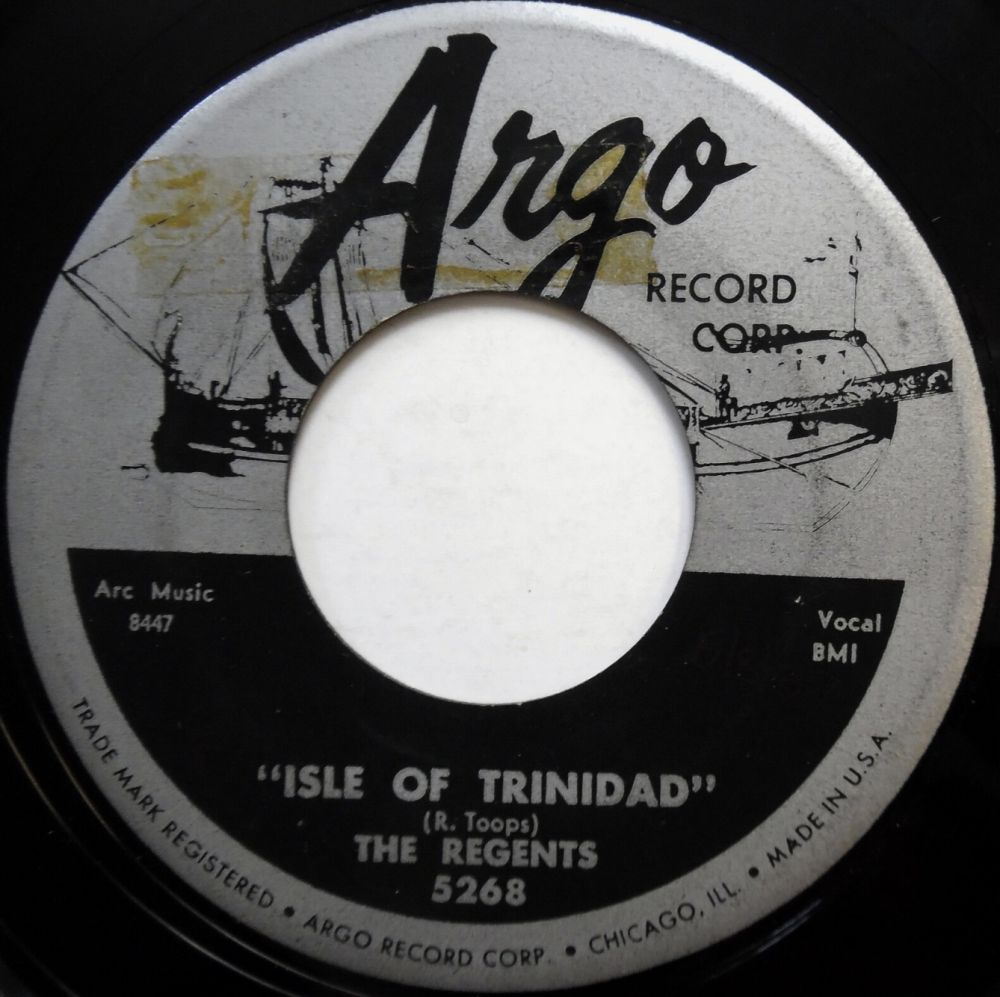 Argo
RECORD
CORP.
Arc Music
8447
Vocal
BMI
"ISLE OF TRINIDAD"
(R. Toops)
THE REGENTS
5268
TRADE MARK REGISTERED • ARGO RECORD CORP. • CHICAGO, ILL. • MADE IN U.S.A.